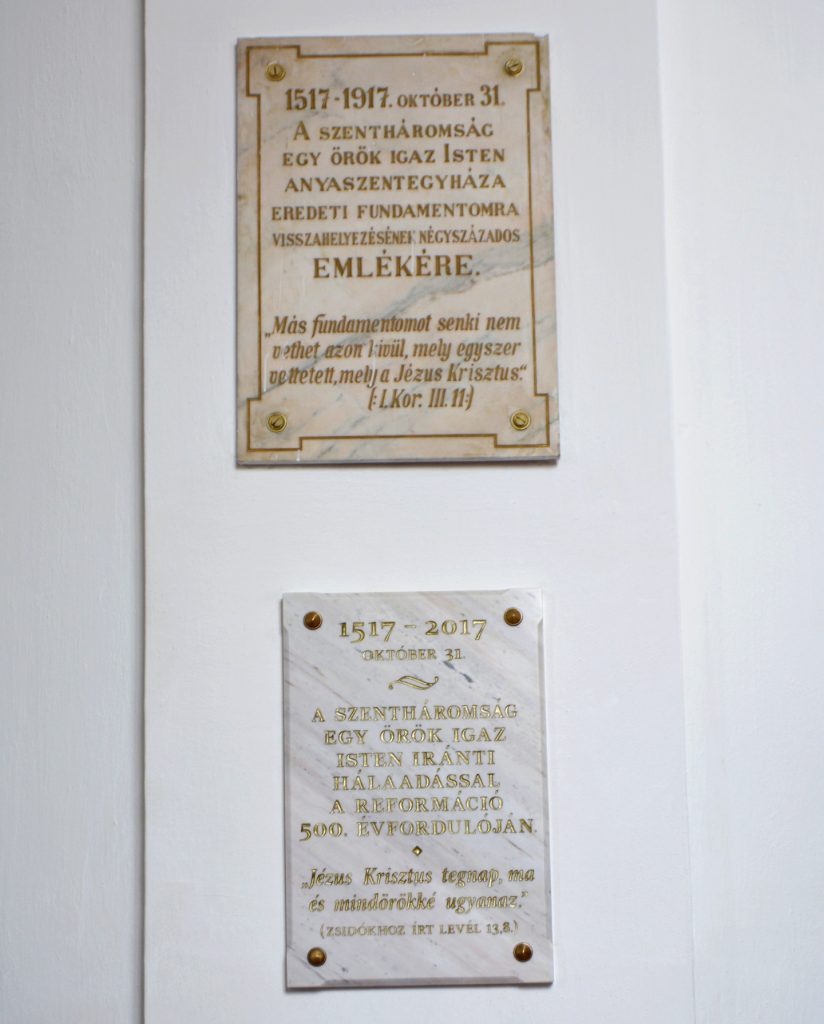 1517-1917. OKTÓBER 31.
A SZENTHÁROMSÁG
EGY ÖRÖK IGAZ ISTEN
ANYASZENTEGYHÁZA
EREDETI FUNDAMENTOMRA
VISSZAHELYEZÉSÉNEK NÉGYSZÁZADOS
EMLÉKÉRE.
„Más fundamentomot senki nem
vethet azon kivül, mely egyszer
vettetett, mely a Jézus Krisztus.“
(:I. Kor. III. 11:)
1517 - 2017
OKTÓBER 31.
A SZENTHÁROMSÁG
EGY ÖRÖK IGAZ
ISTEN IRÁNTI
HÁLAADÁSSAL
A REFORMÁCIÓ
500. ÉVFORDULÓJÁN.
„Jézus Krisztus tegnap, ma
és mindörökké ugyanaz.”
(ZSIDÓKHOZ ÍRT LEVÉL 13,8.)